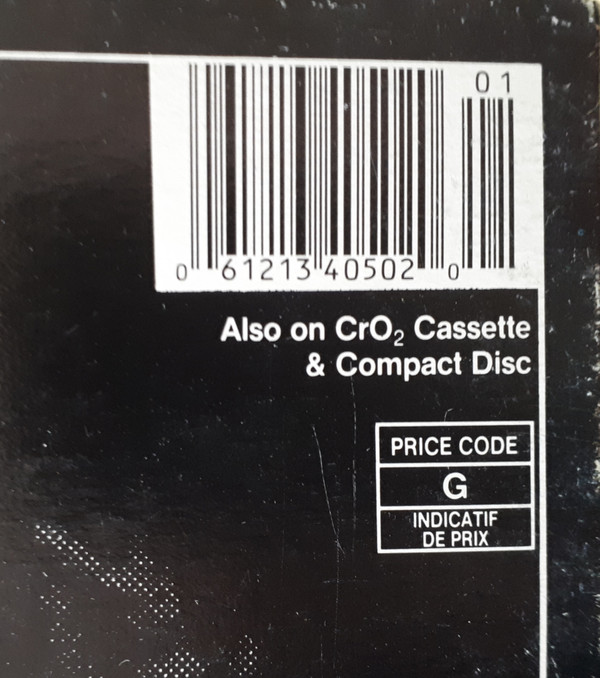 01
0 61213 40502 0
Also on CrO₂ Cassette
& Compact Disc
PRICE CODE
G
INDICATIF
DE PRIX